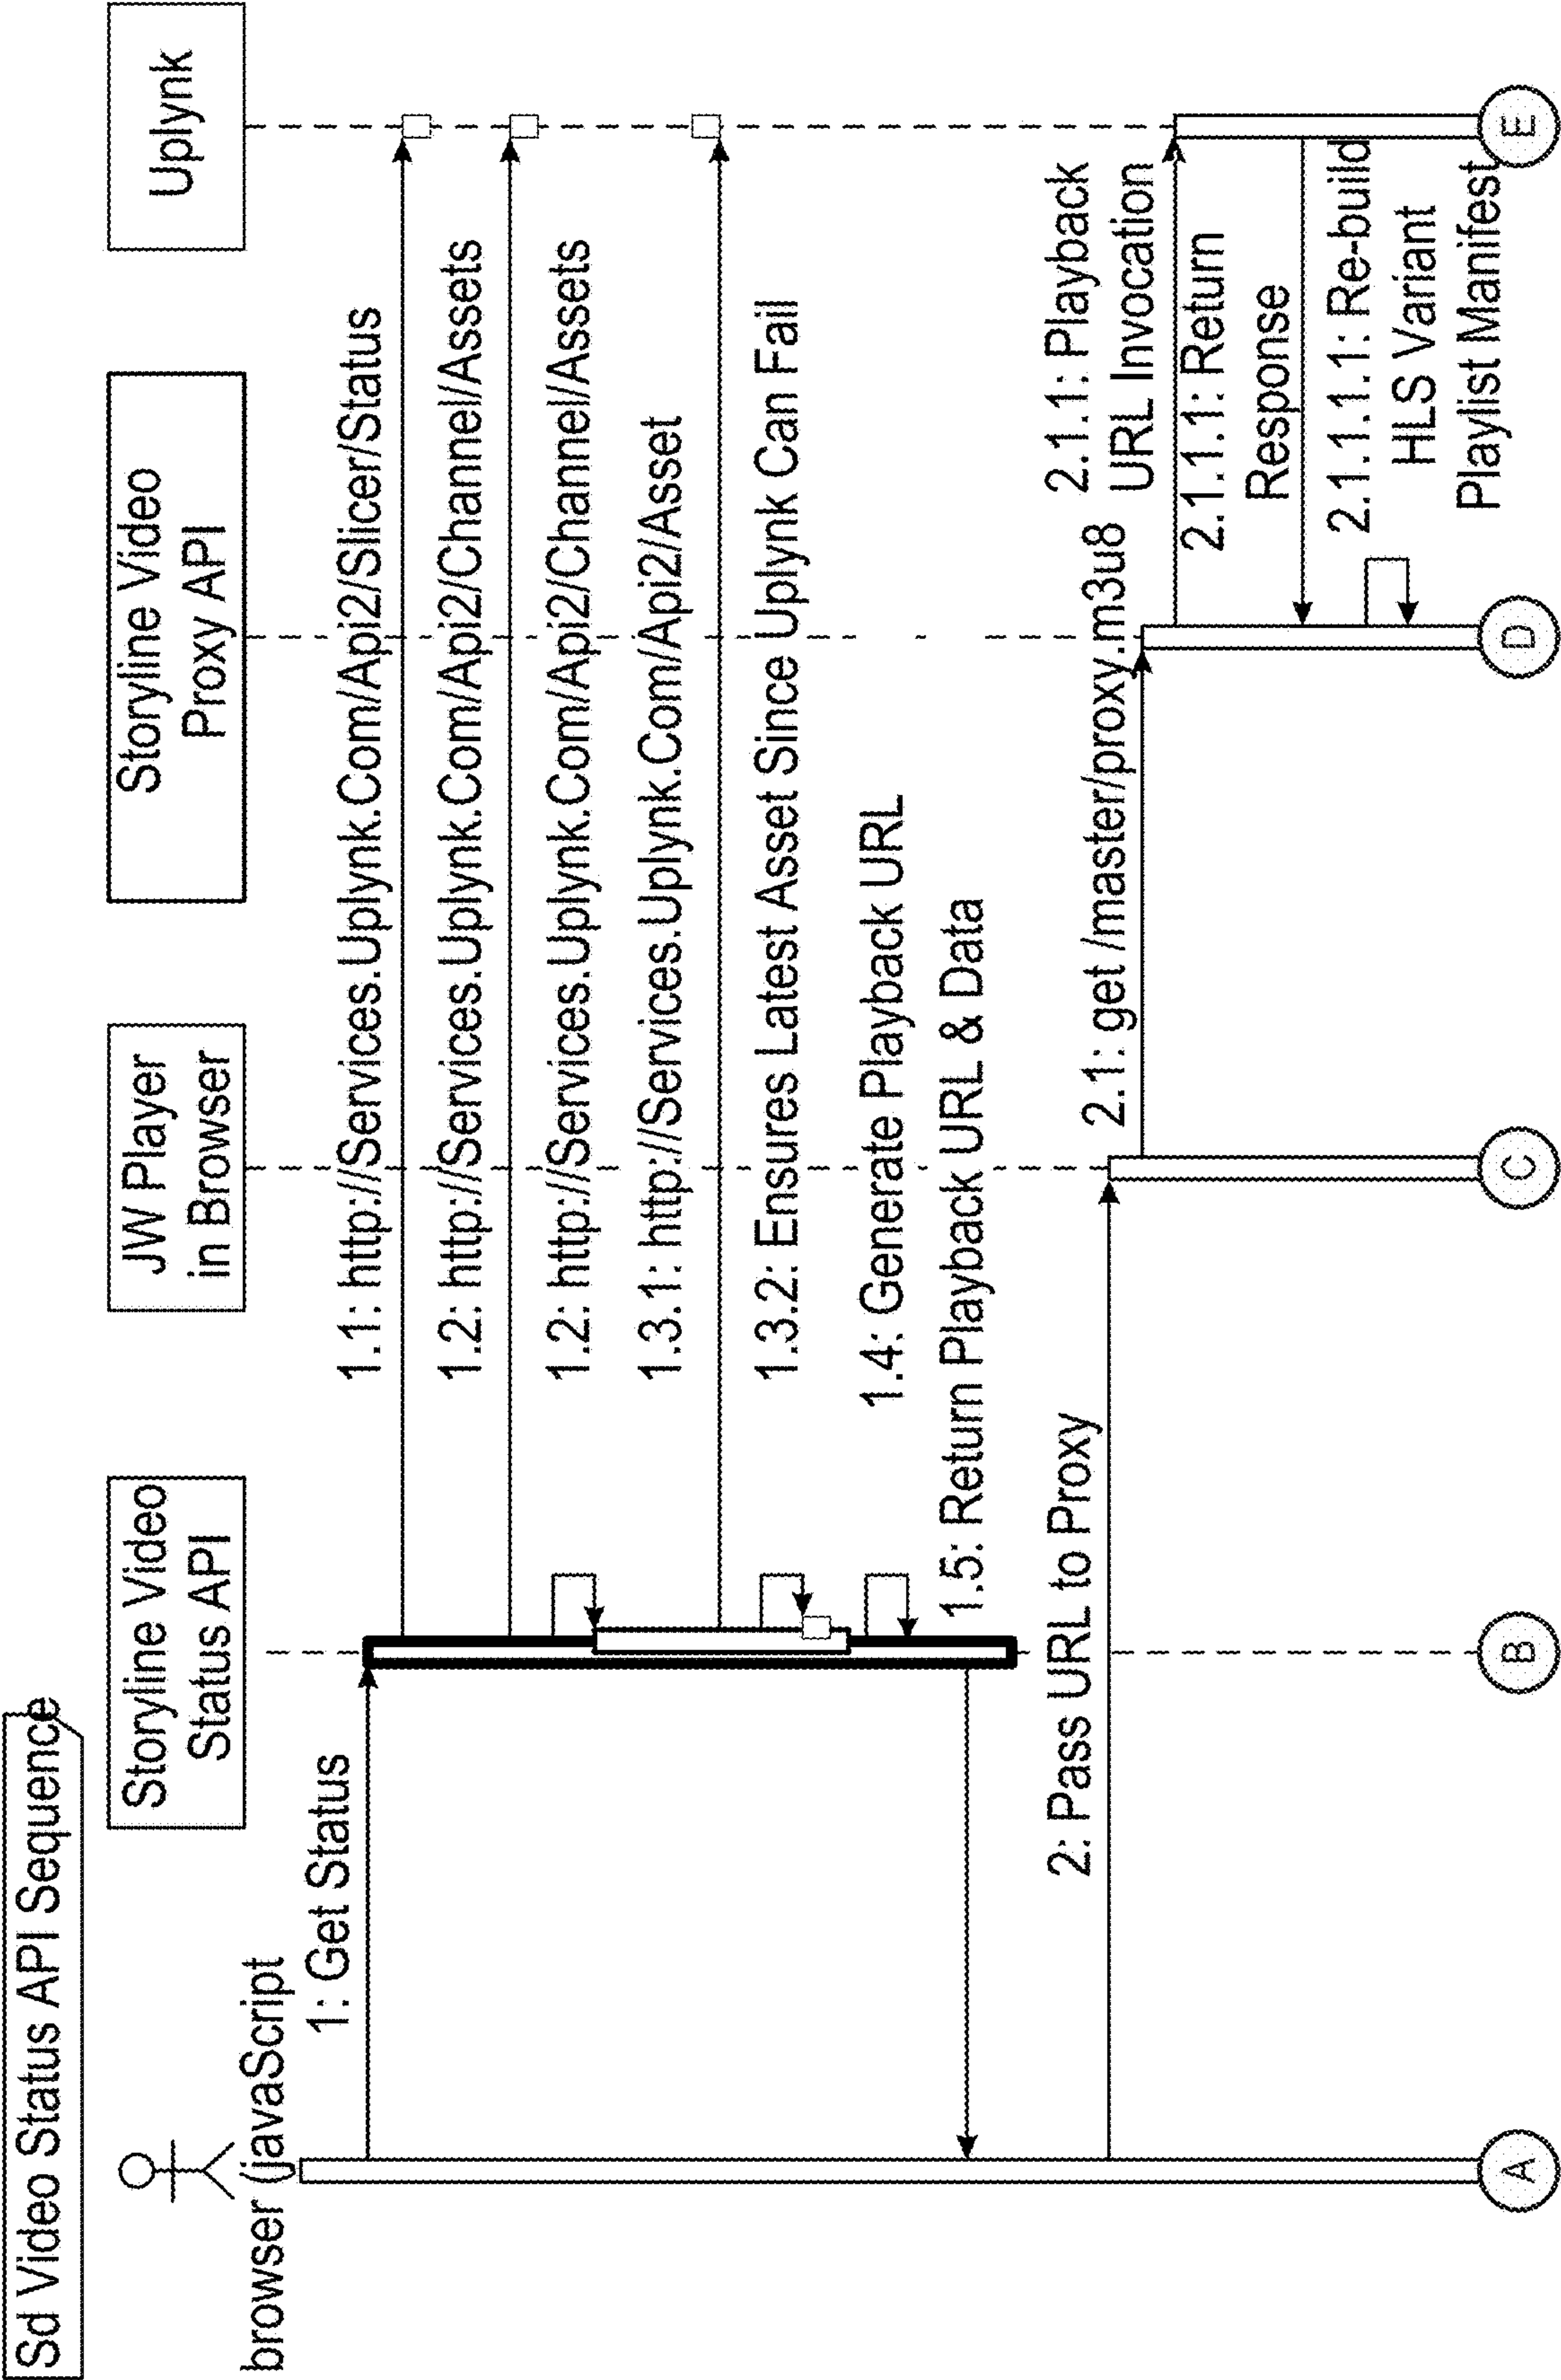 Sd Video Status API Sequence
browser (javaScript
Storyline Video
Status API
JW Player
in Browser
Storyline Video
Proxy API
Uplynk
1: Get Status
1.1: http://Services.Uplynk.Com/Api2/Slicer/Status
1.2: http://Services.Uplynk.Com/Api2/Channel/Assets
1.2: http://Services.Uplynk.Com/Api2/Channel/Assets
1.3.1: http://Services.Uplynk.Com/Api2/Asset
1.3.2: Ensures Latest Asset Since Uplynk Can Fail
1.4: Generate Playback URL
1.5: Return Playback URL & Data
2: Pass URL to Proxy
2.1: get /master/proxy.m3u8
2.1.1: Playback
URL Invocation
2.1.1.1: Return
Response
2.1.1.1.1: Re-build
HLS Variant
Playlist Manifest
A
B
C
D
E